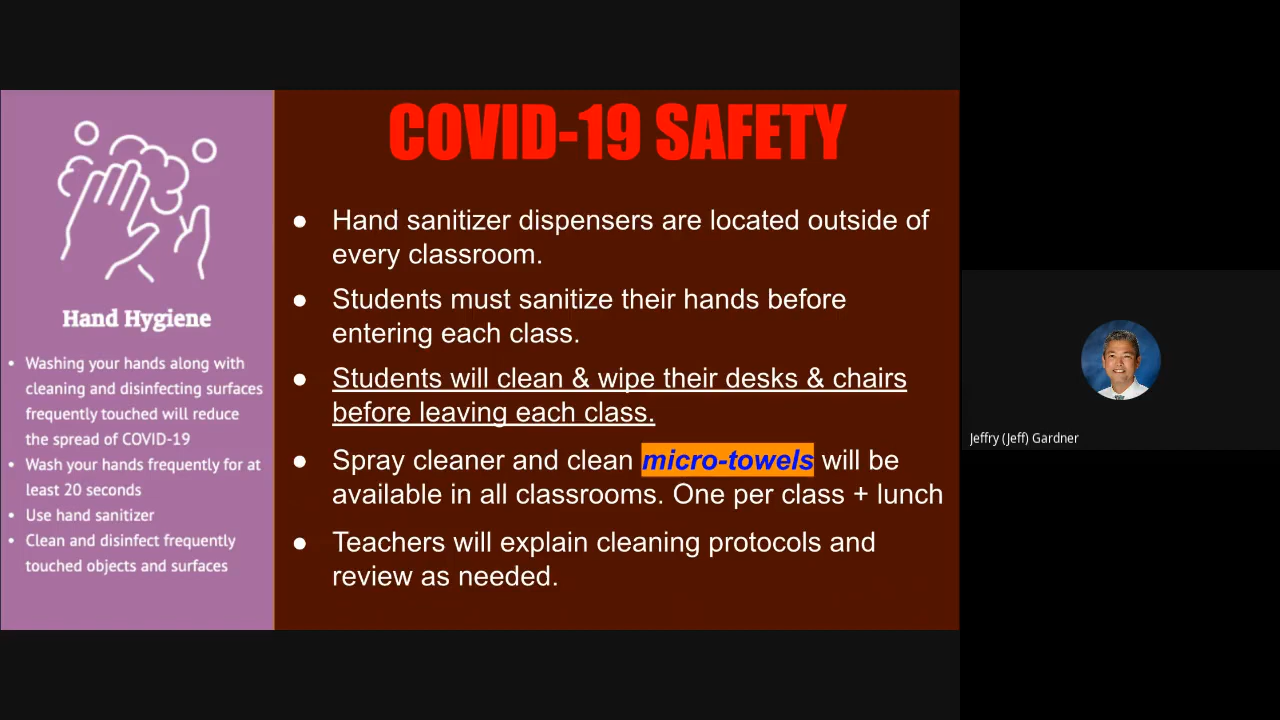 COVID-19 SAFETY
Hand Hygiene
• Washing your hands along with
cleaning and disinfecting surfaces
frequently touched will reduce
the spread of COVID-19
• Wash your hands frequently for at
least 20 seconds
• Use hand sanitizer
• Clean and disinfect frequently
touched objects and surfaces
● Hand sanitizer dispensers are located outside of
every classroom.
● Students must sanitize their hands before
entering each class.
● Students will clean & wipe their desks & chairs
before leaving each class.
● Spray cleaner and clean micro-towels will be
available in all classrooms. One per class + lunch
● Teachers will explain cleaning protocols and
review as needed.
Jeffry (Jeff) Gardner